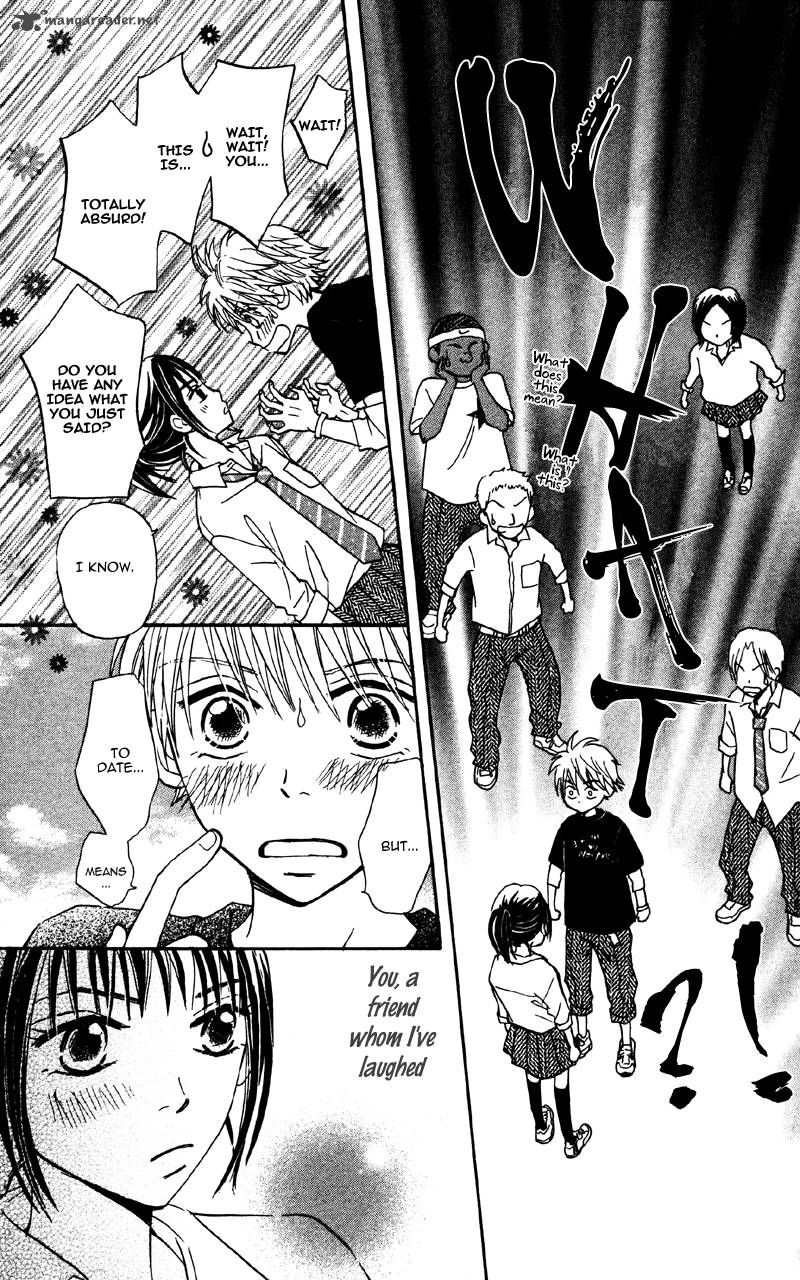 WHAT?!
What
does
this
mean?
What
is
this?
WAIT!
WAIT,
WAIT!
YOU...
THIS
IS...
TOTALLY
ABSURD!
DO YOU
HAVE ANY
IDEA WHAT
YOU JUST
SAID?
I KNOW.
BUT...
TO
DATE...
MEANS
...
You, a
friend
whom I've
laughed
mangareader.net